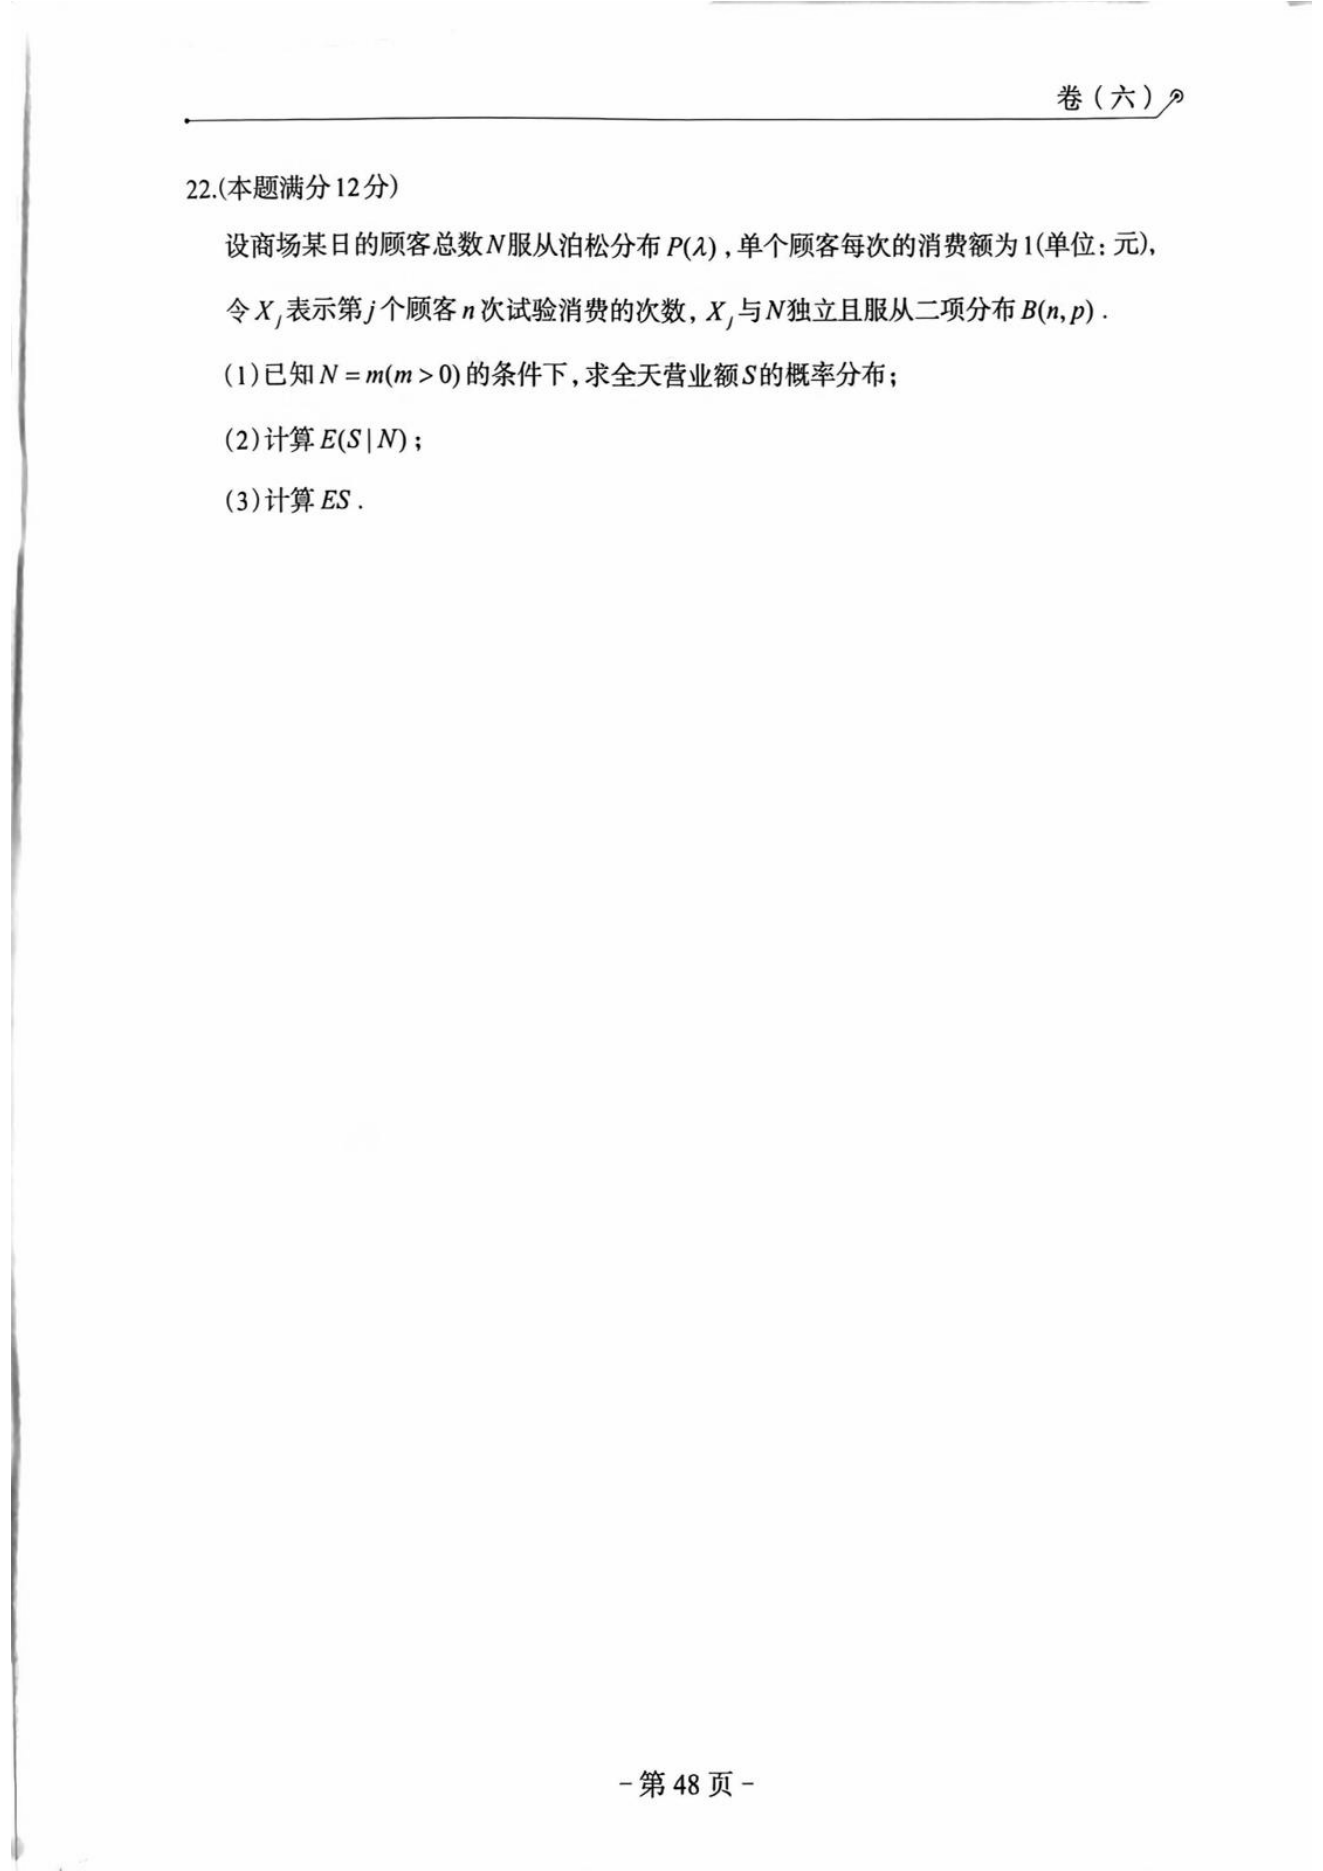 卷（六）
22.(本题满分12分)
设商场某日的顾客总数N服从泊松分布P(λ),单个顾客每次的消费额为1(单位:元),
令X_j表示第j个顾客n次试验消费的次数,X_j与N独立且服从二项分布B(n,p).
(1)已知N=m(m>0)的条件下,求全天营业额S的概率分布;
(2)计算E(S|N);
(3)计算ES.
-第48页-